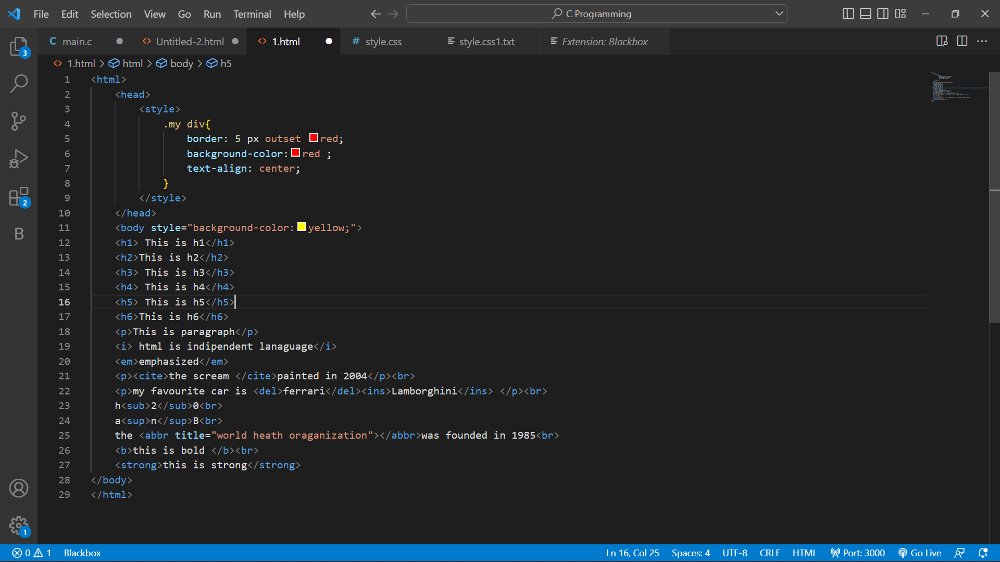 File Edit Selection View Go Run Terminal Help C Programming
C main.c Untitled-2.html 1.html # style.css style.css1.txt Extension: Blackbox
1.html > html > body > h5
1 <html>
2 <head>
3 <style>
4 .my div{
5 border: 5 px outset red;
6 background-color: red ;
7 text-align: center;
8 }
9 </style>
10 </head>
11 <body style="background-color: yellow;">
12 <h1> This is h1</h1>
13 <h2>This is h2</h2>
14 <h3> This is h3</h3>
15 <h4> This is h4</h4>
16 <h5> This is h5</h5>
17 <h6>This is h6</h6>
18 <p>This is paragraph</p>
19 <i> html is indipendent lanaguage</i>
20 <em>emphasized</em>
21 <p><cite>the scream </cite>painted in 2004</p><br>
22 <p>my favourite car is <del>ferrari</del><ins>Lamborghini</ins> </p><br>
23 h<sub>2</sub>0<br>
24 a<sup>n</sup>B<br>
25 the <abbr title="world heath oraganization"></abbr>was founded in 1985<br>
26 <b>this is bold </b><br>
27 <strong>this is strong</strong>
28 </body>
29 </html>
3
2
B
1
0 1 Blackbox Ln 16, Col 25 Spaces: 4 UTF-8 CRLF HTML Port: 3000 Go Live